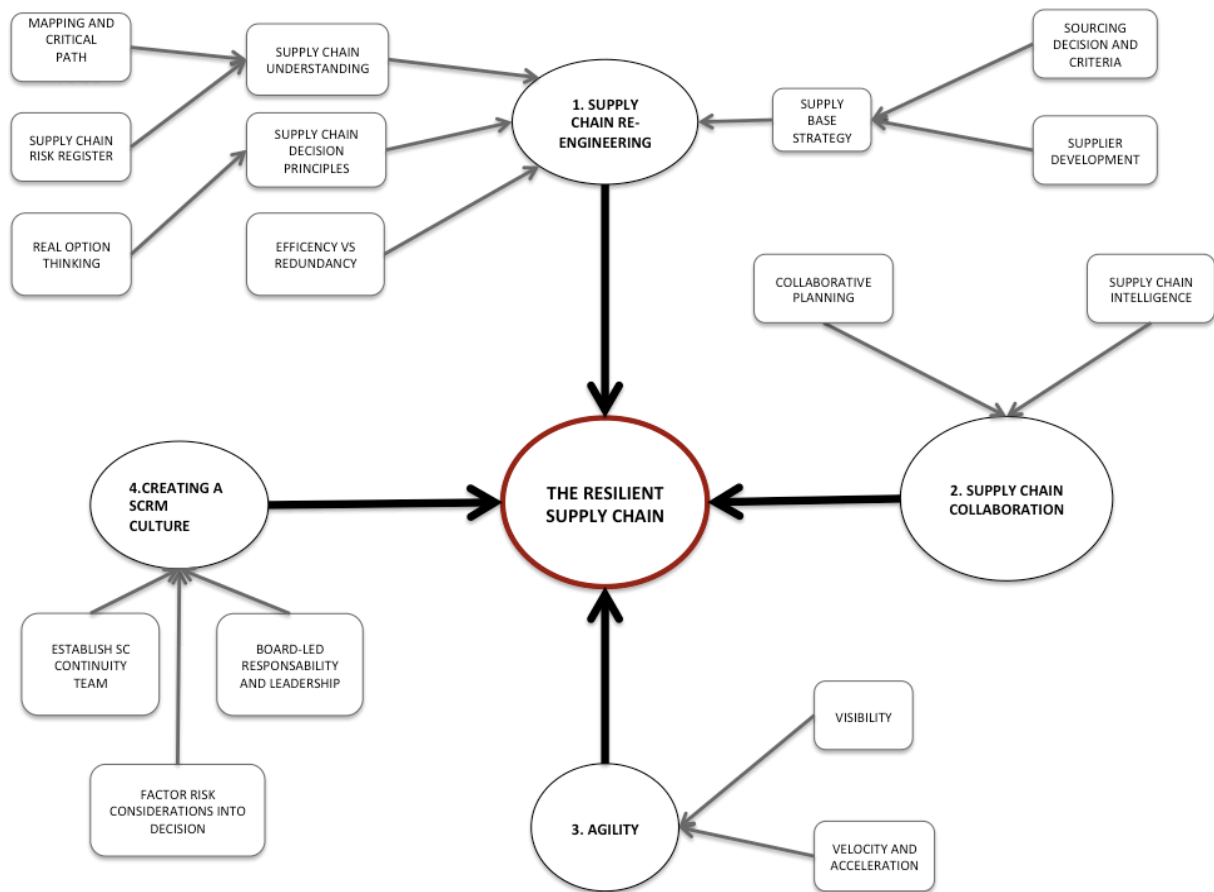 MAPPING AND
CRITICAL
PATH
SUPPLY CHAIN
UNDERSTANDING
SOURCING
DECISION AND
CRITERIA
1. SUPPLY
CHAIN RE-
ENGINEERING
SUPPLY
BASE
STRATEGY
SUPPLY CHAIN
RISK REGISTER
SUPPLY CHAIN
DECISION
PRINCIPLES
SUPPLIER
DEVELOPMENT
REAL OPTION
THINKING
EFFICENCY VS
REDUNDANCY
COLLABORATIVE
PLANNING
SUPPLY CHAIN
INTELLIGENCE
4.CREATING A
SCRM
CULTURE
THE RESILIENT
SUPPLY CHAIN
2. SUPPLY CHAIN
COLLABORATION
ESTABLISH SC
CONTINUITY
TEAM
BOARD-LED
RESPONSABILITY
AND LEADERSHIP
FACTOR RISK
CONSIDERATIONS INTO
DECISION
3. AGILITY
VISIBILITY
VELOCITY AND
ACCELERATION